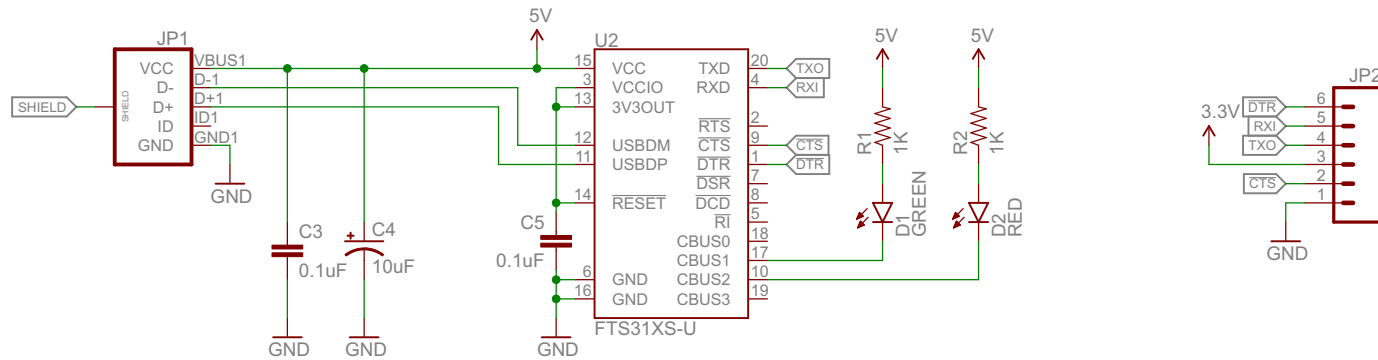 JP1
VCC VBUS1
D- D-1
D+ D+1
ID ID1
GND GND1
SHIELD
SHIELD
GND
C3
0.1uF
GND
C4
+
10uF
GND
5V
U2
15 VCC
3 VCCIO
13 3V3OUT
12 USBDM
11 USBDP
14 RESET
6 GND
16 GND
TXD 20 TXO
RXD 4 RXI
RTS 2
CTS 9 CTS
DTR 1 DTR
DSR 7
DCD 8
RI 5
CBUS0 18
CBUS1 17
CBUS2 10
CBUS3 19
FTS31XS-U
C5
0.1uF
GND
5V
R1
1K
D1
GREEN
5V
R2
1K
D2
RED
JP2
3.3V
DTR 6
RXI 5
TXO 4
3
CTS 2
1
GND